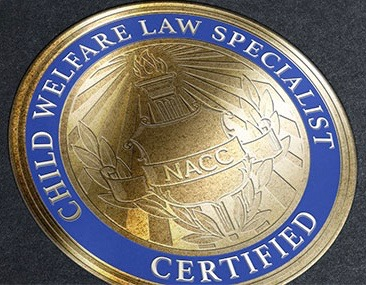 CHILD WELFARE LAW SPECIALIST
NACC
CERTIFIED